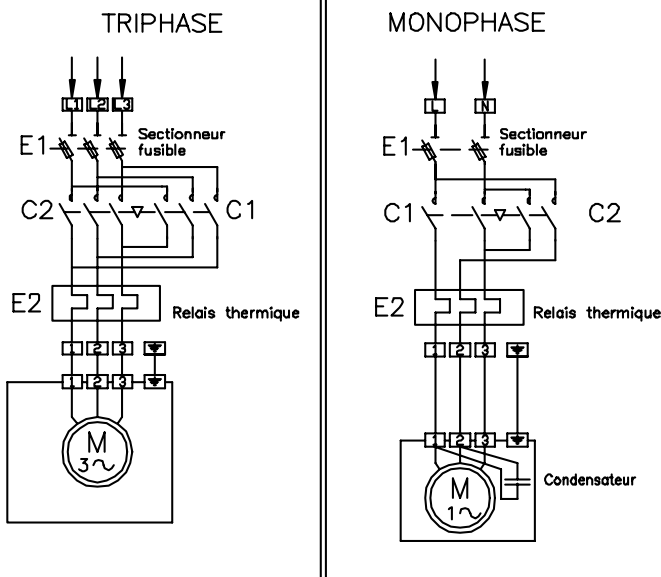 TRIPHASE
L1 L2 L3
E1
Sectionneur
fusible
C2
C1
E2
Relais thermique
1 2 3
1 2 3
M
3~
MONOPHASE
L N
E1
Sectionneur
fusible
C1
C2
E2
Relais thermique
1 2 3
1 2 3
Condensateur
M
1~